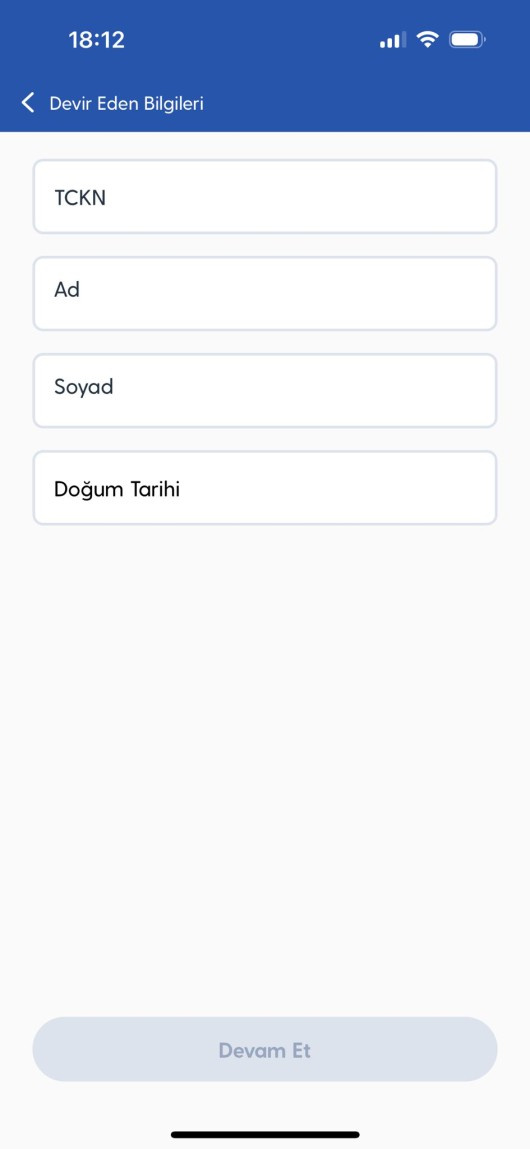 18:12
Devir Eden Bilgileri
TCKN
Ad
Soyad
Doğum Tarihi
Devam Et